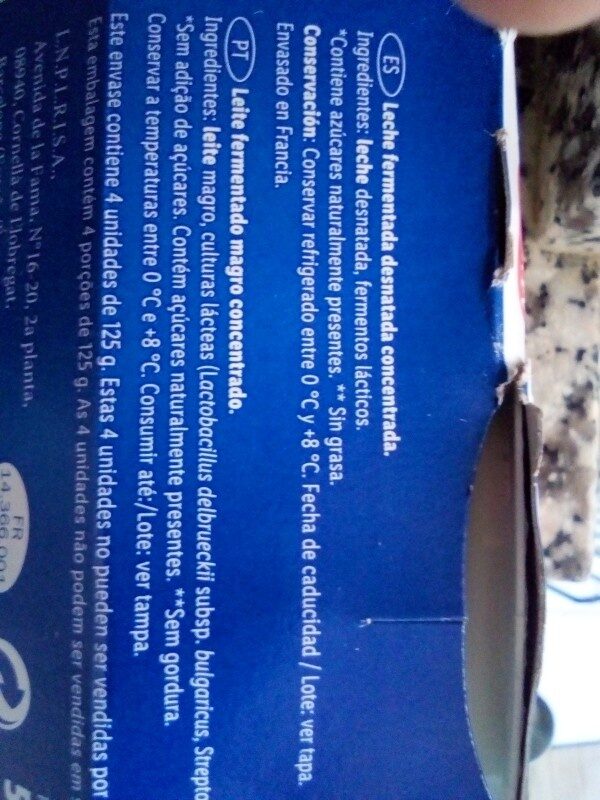 ES Leche fermentada desnatada concentrada.
Ingredientes: leche desnatada, fermentos lácticos.
*Contiene azúcares naturalmente presentes. ** Sin grasa.
Conservación: Conservar refrigerado entre 0 °C y +8 °C. Fecha de caducidad / Lote: ver tapa.
Envasado en Francia.
PT Leite fermentado magro concentrado.
Ingredientes: leite magro, culturas lácteas (Lactobacillus delbrueckii subsp. bulgaricus, Strepto
*Sem adição de açúcares. Contém açúcares naturalmente presentes. **Sem gordura.
Conservar a temperaturas entre 0 °C e +8 °C. Consumir até:/Lote: ver tampa.
Este envase contiene 4 unidades de 125 g. Estas 4 unidades no pueden ser vendidas por
Esta embalagem contém 4 porções de 125 g. As 4 unidades não podem ser vendidas em
L.N.P.I.R.I.S.A.,
Avenida de la Fama, Nº 16-20, 2a planta,
08940, Cornella de Llobregat,
FR
14.366.001